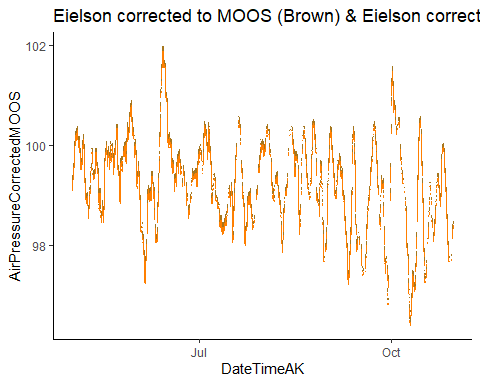 Eielson corrected to MOOS (Brown) & Eielson correct
102
100
98
AirPressureCorrectedMOOS
Jul
Oct
DateTimeAK